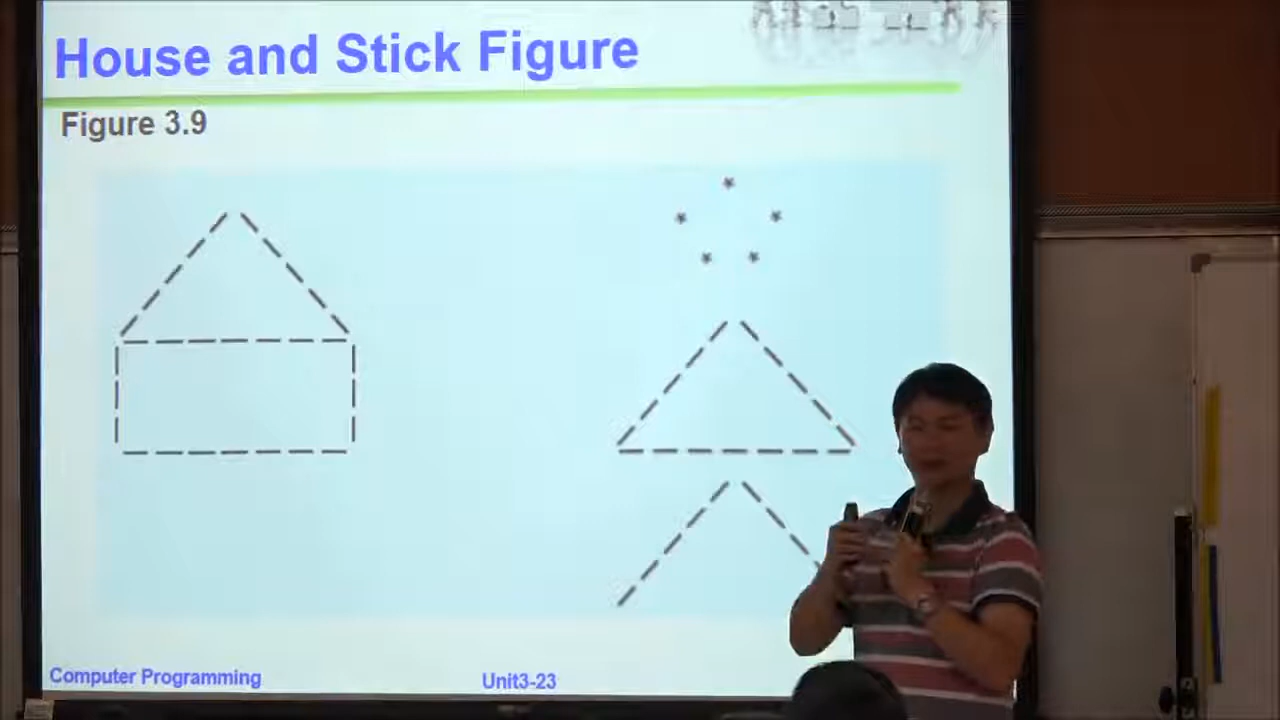 House and Stick Figure
Figure 3.9
Computer Programming
Unit3-23